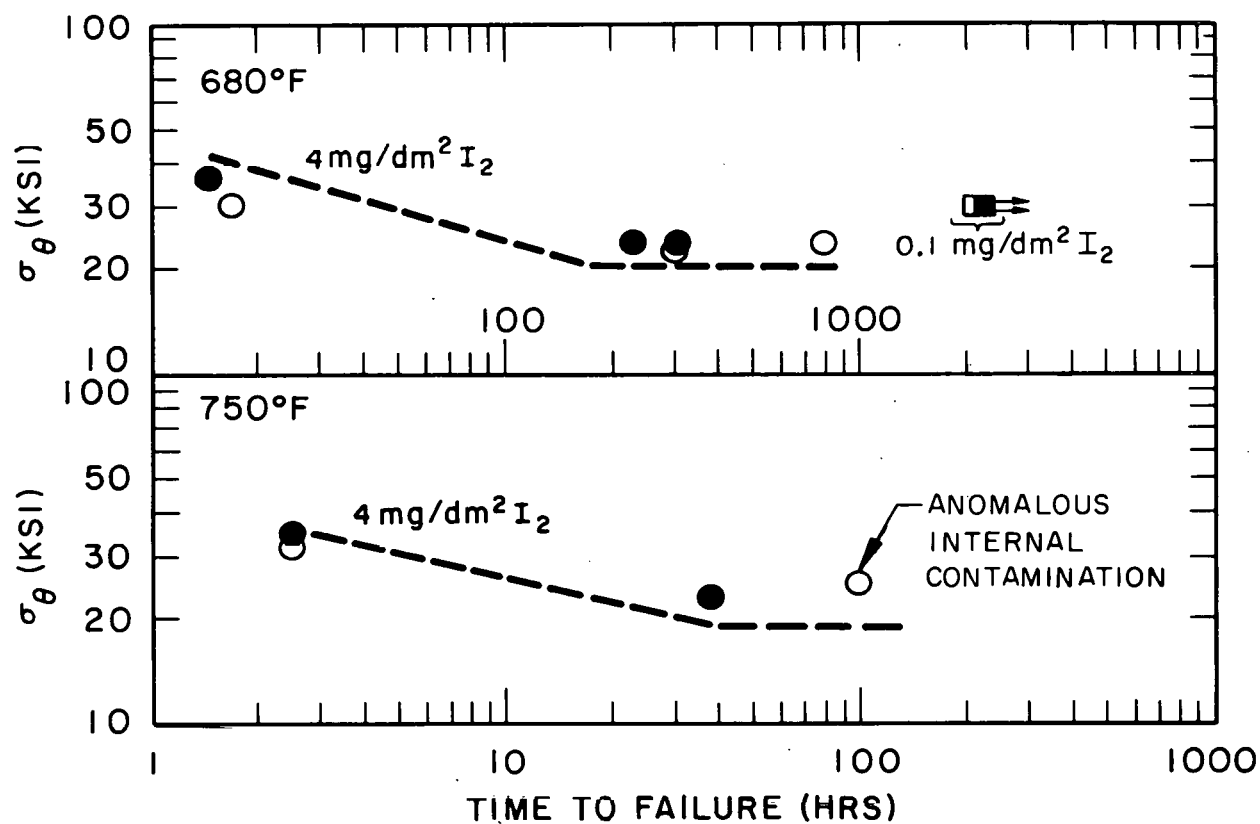 100
680°F
50
4 mg/dm² I₂
30
0.1 mg/dm² I₂
20
100 1000
10
σθ (KSI)
100
750°F
50
4 mg/dm² I₂
ANOMALOUS
INTERNAL
CONTAMINATION
30
20
10
σθ (KSI)
1 10 100 1000
TIME TO FAILURE (HRS)